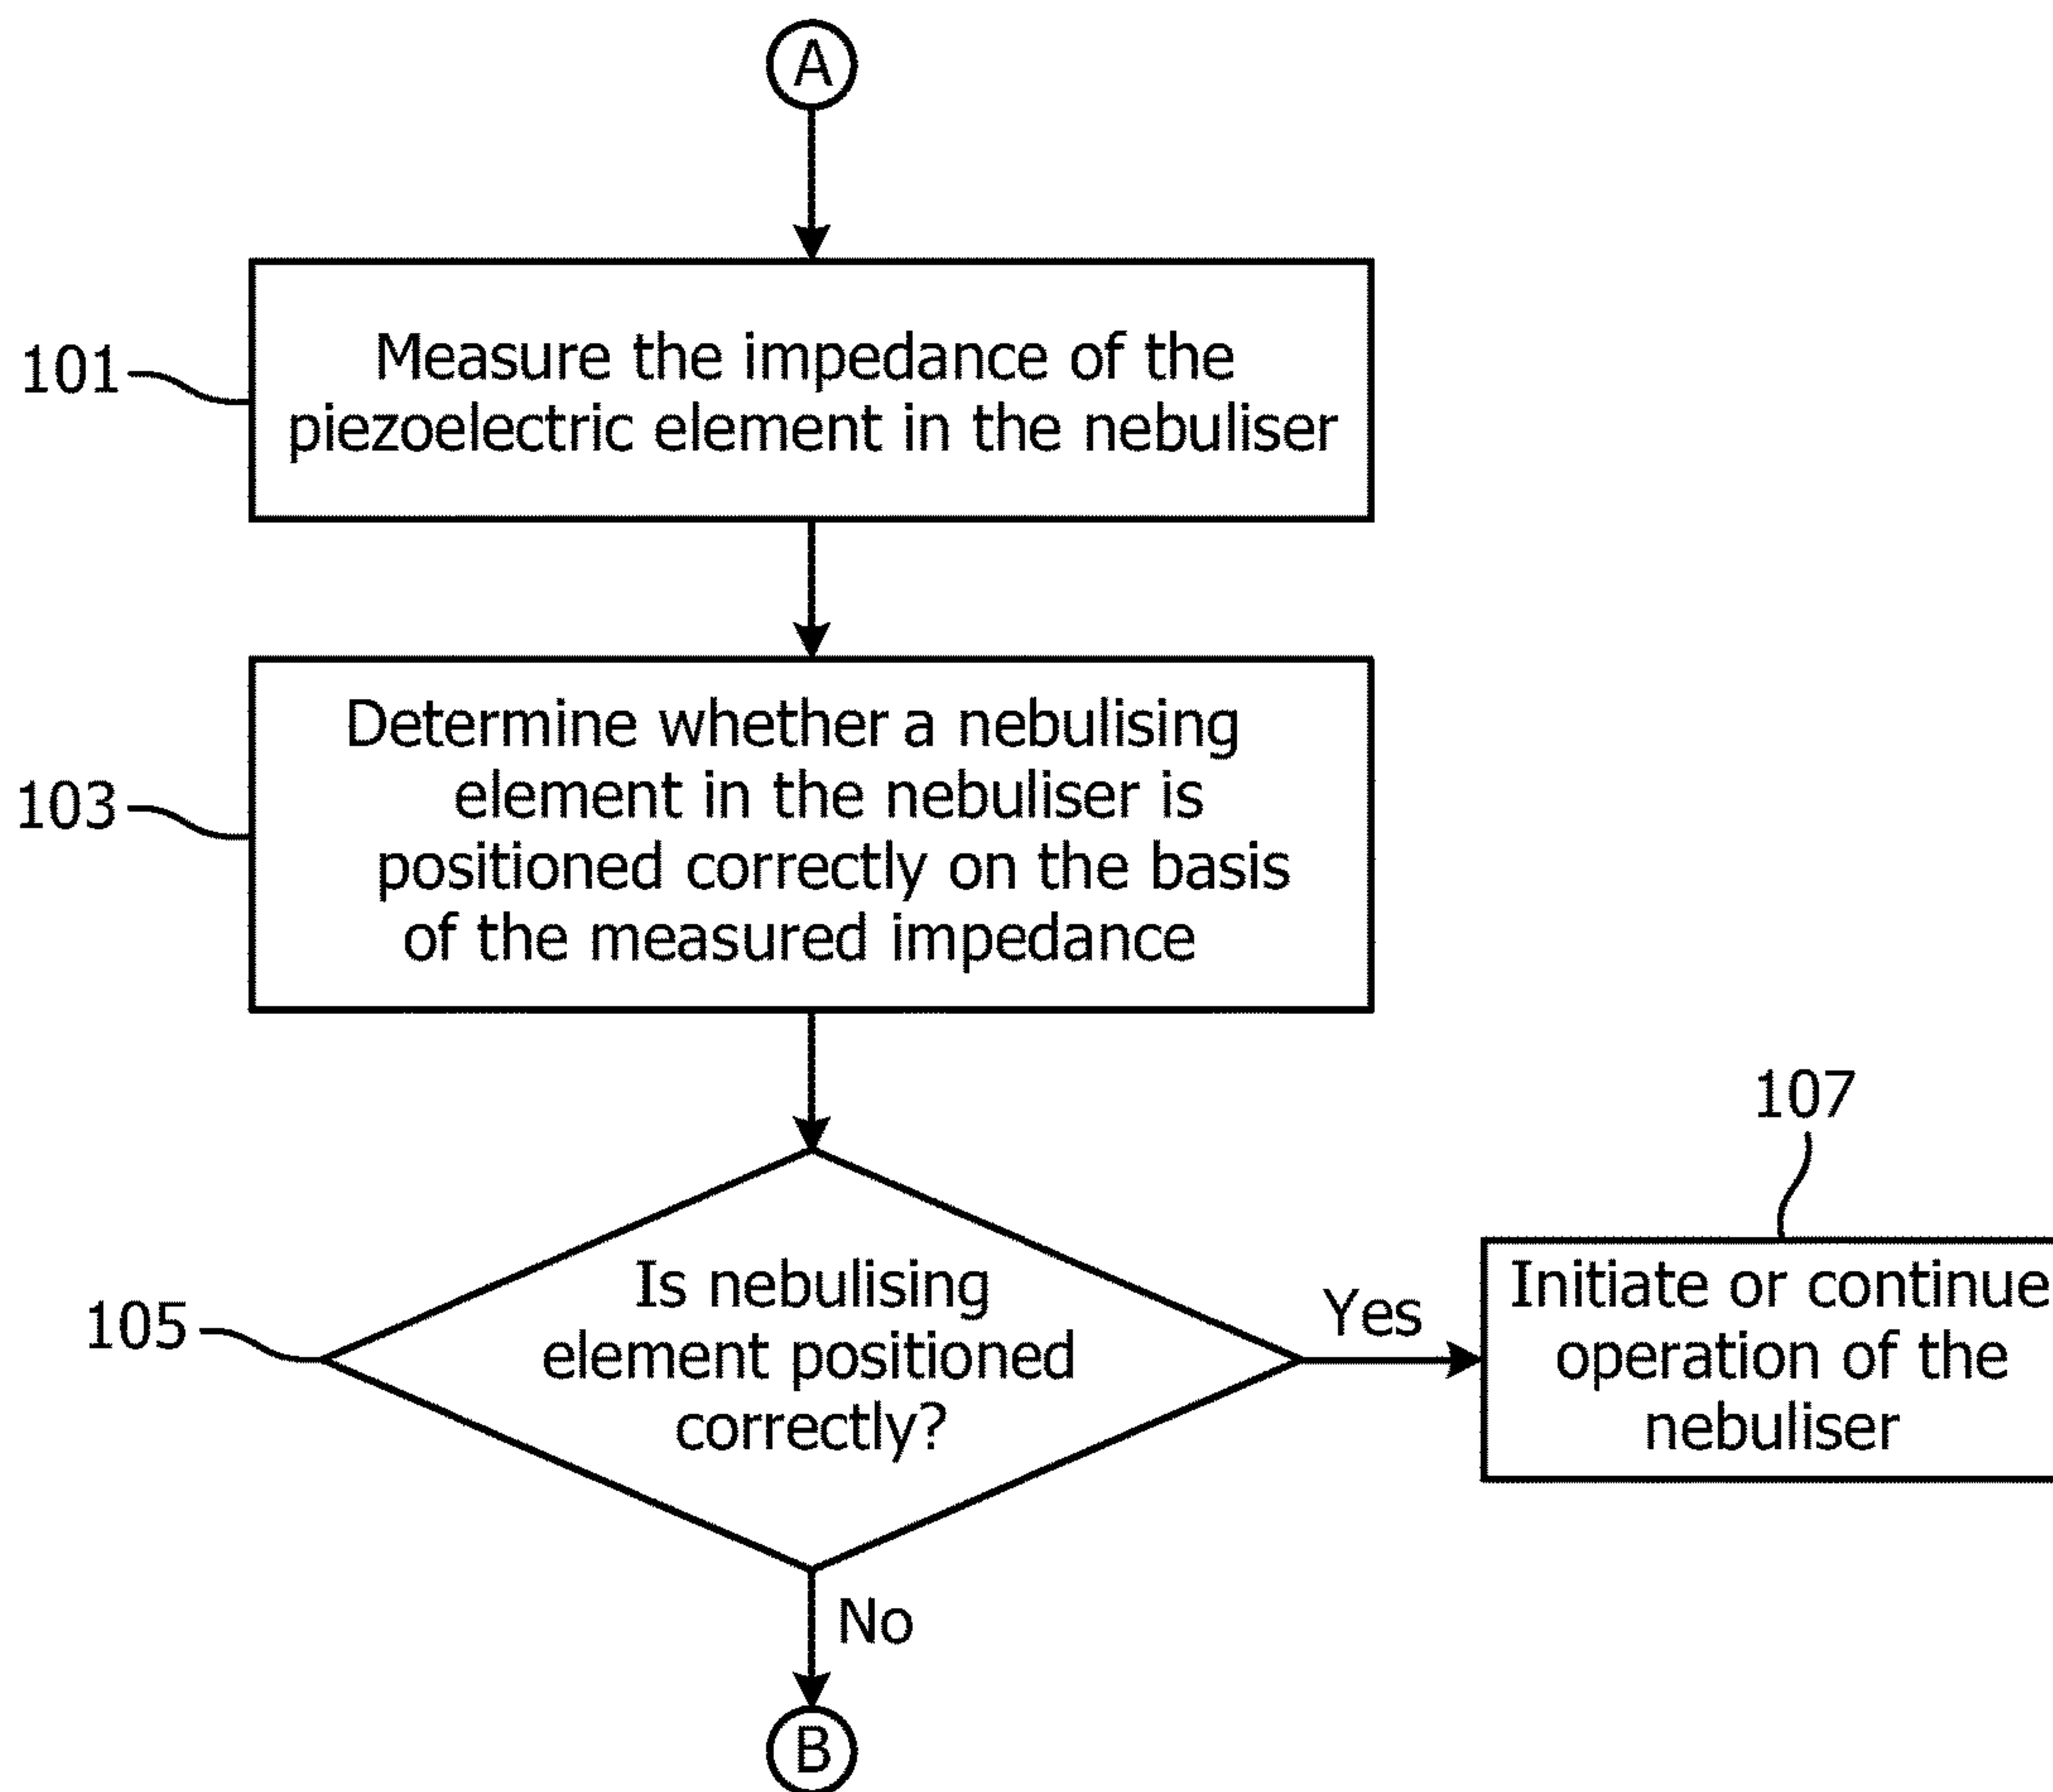 A
101
Measure the impedance of the
piezoelectric element in the nebuliser
103
Determine whether a nebulising
element in the nebuliser is
positioned correctly on the basis
of the measured impedance
105
Is nebulising
element positioned
correctly?
Yes
107
Initiate or continue
operation of the
nebuliser
No
B